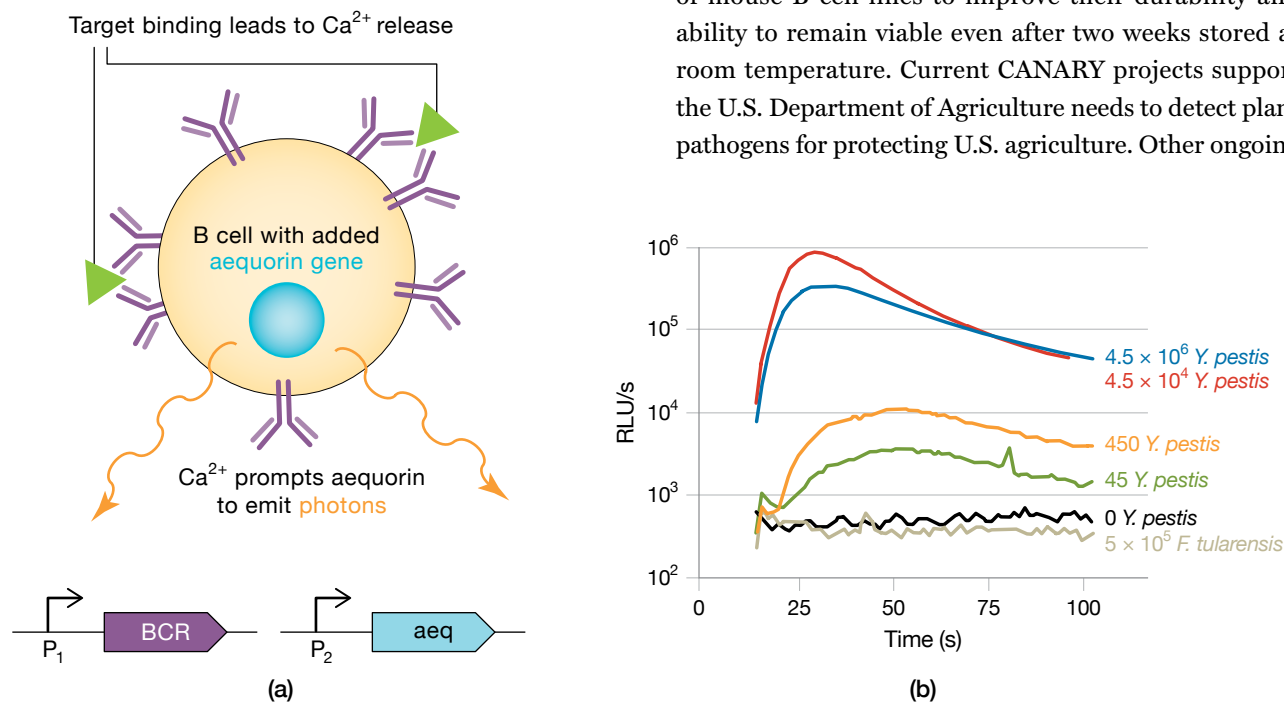 Target binding leads to Ca²⁺ release
B cell with added
aequorin gene
Ca²⁺ prompts aequorin
to emit photons
P₁
BCR
P₂
aeq
(a)
ability to remain viable even after two weeks stored
room temperature. Current CANARY projects
the U.S. Department of Agriculture needs to detect
pathogens for protecting U.S. agriculture. Other
10⁶
10⁵
10⁴
10³
10²
RLU/s
0
25
50
75
100
Time (s)
4.5 × 10⁶ Y. pestis
4.5 × 10⁴ Y. pestis
450 Y. pestis
45 Y. pestis
0 Y. pestis
5 × 10⁵ F. tularensis
(b)